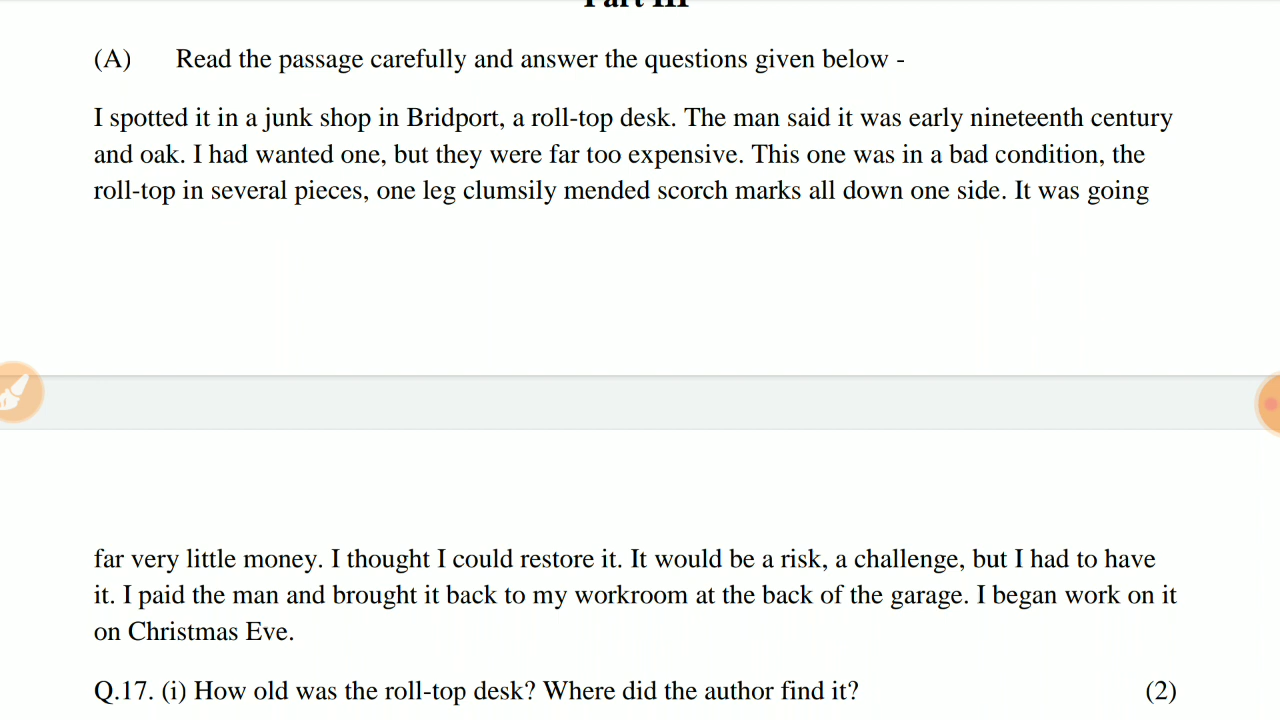 Part III
(A) Read the passage carefully and answer the questions given below -
I spotted it in a junk shop in Bridport, a roll-top desk. The man said it was early nineteenth century
and oak. I had wanted one, but they were far too expensive. This one was in a bad condition, the
roll-top in several pieces, one leg clumsily mended scorch marks all down one side. It was going
far very little money. I thought I could restore it. It would be a risk, a challenge, but I had to have
it. I paid the man and brought it back to my workroom at the back of the garage. I began work on it
on Christmas Eve.
Q.17. (i) How old was the roll-top desk? Where did the author find it? (2)